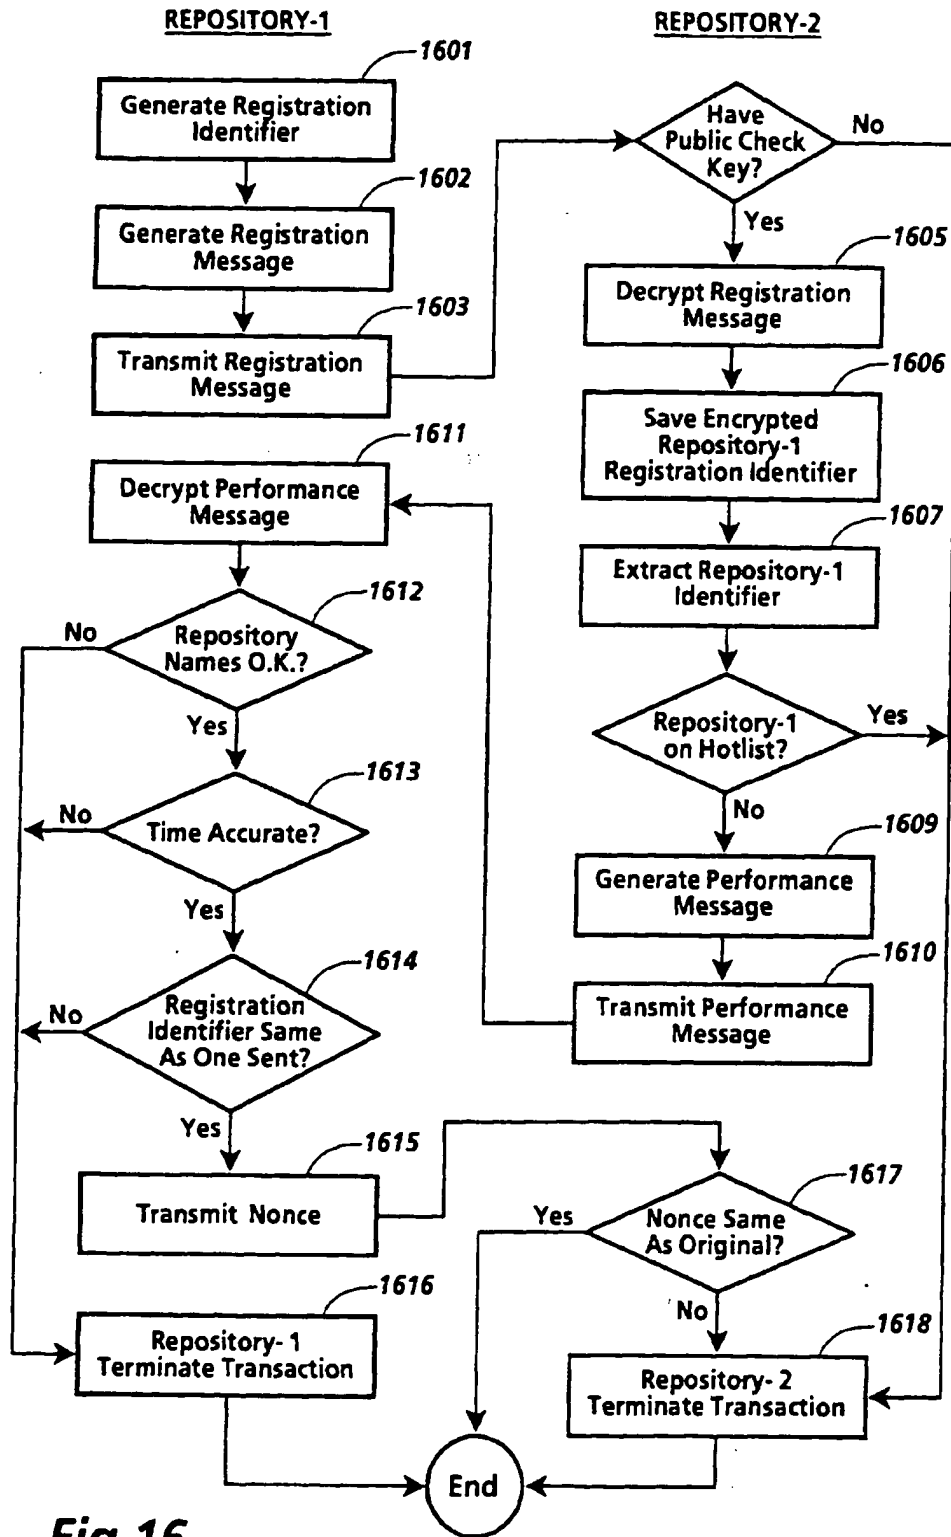 REPOSITORY-1
1601
Generate Registration
Identifier
1602
Generate Registration
Message
1603
Transmit Registration
Message
1611
Decrypt Performance
Message
1612
No
Repository
Names O.K.?
Yes
1613
No
Time Accurate?
Yes
1614
No
Registration
Identifier Same
As One Sent?
Yes
1615
Transmit Nonce
1616
Repository- 1
Terminate Transaction
REPOSITORY-2
Have
Public Check
Key?
No
Yes
1605
Decrypt Registration
Message
1606
Save Encrypted
Repository-1
Registration Identifier
1607
Extract Repository-1
Identifier
Repository-1
on Hotlist?
Yes
No
1609
Generate Performance
Message
1610
Transmit Performance
Message
1617
Yes
Nonce Same
As Original?
No
1618
Repository- 2
Terminate Transaction
End
Fig. 16